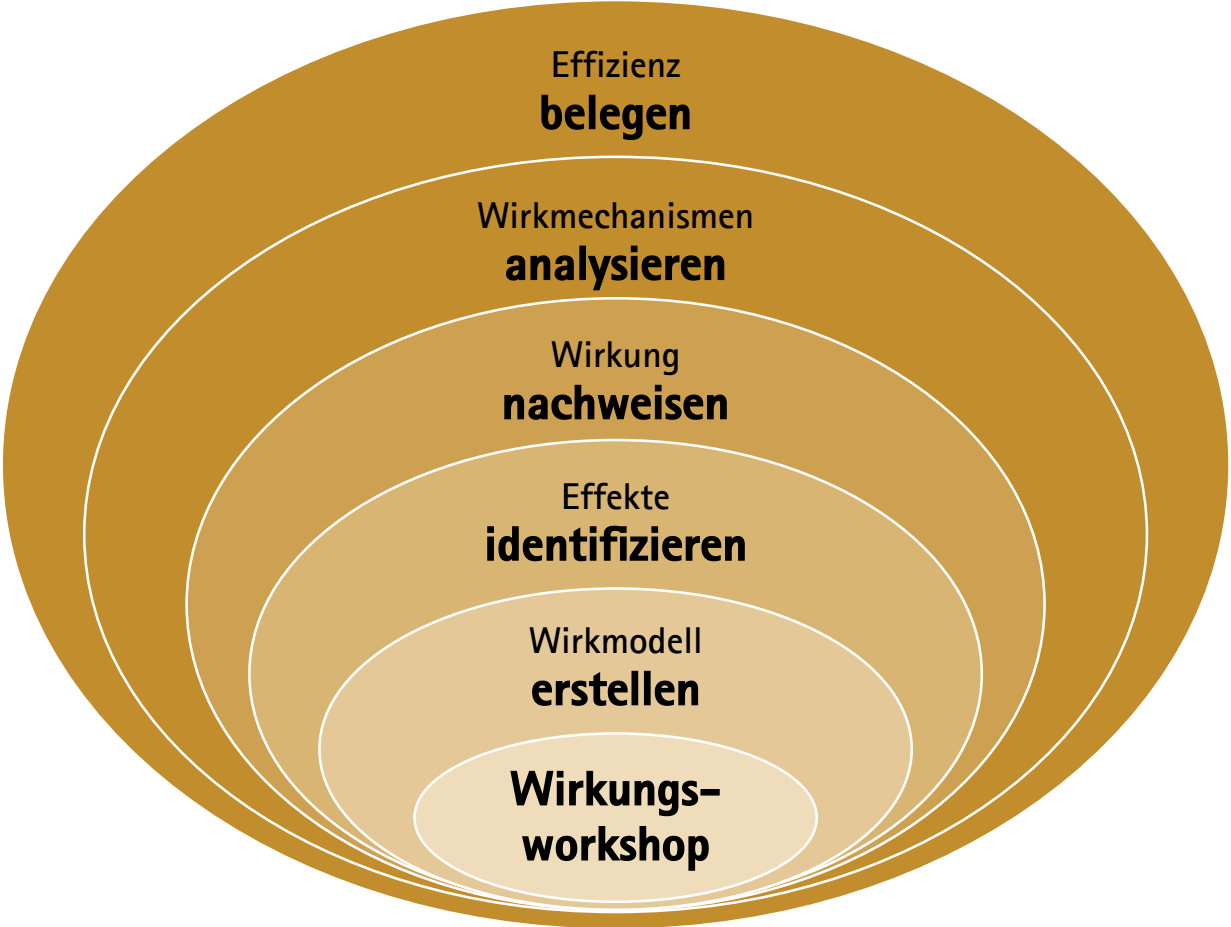 Effizienz
belegen
Wirkmechanismen
analysieren
Wirkung
nachweisen
Effekte
identifizieren
Wirkmodell
erstellen
Wirkungs-
workshop